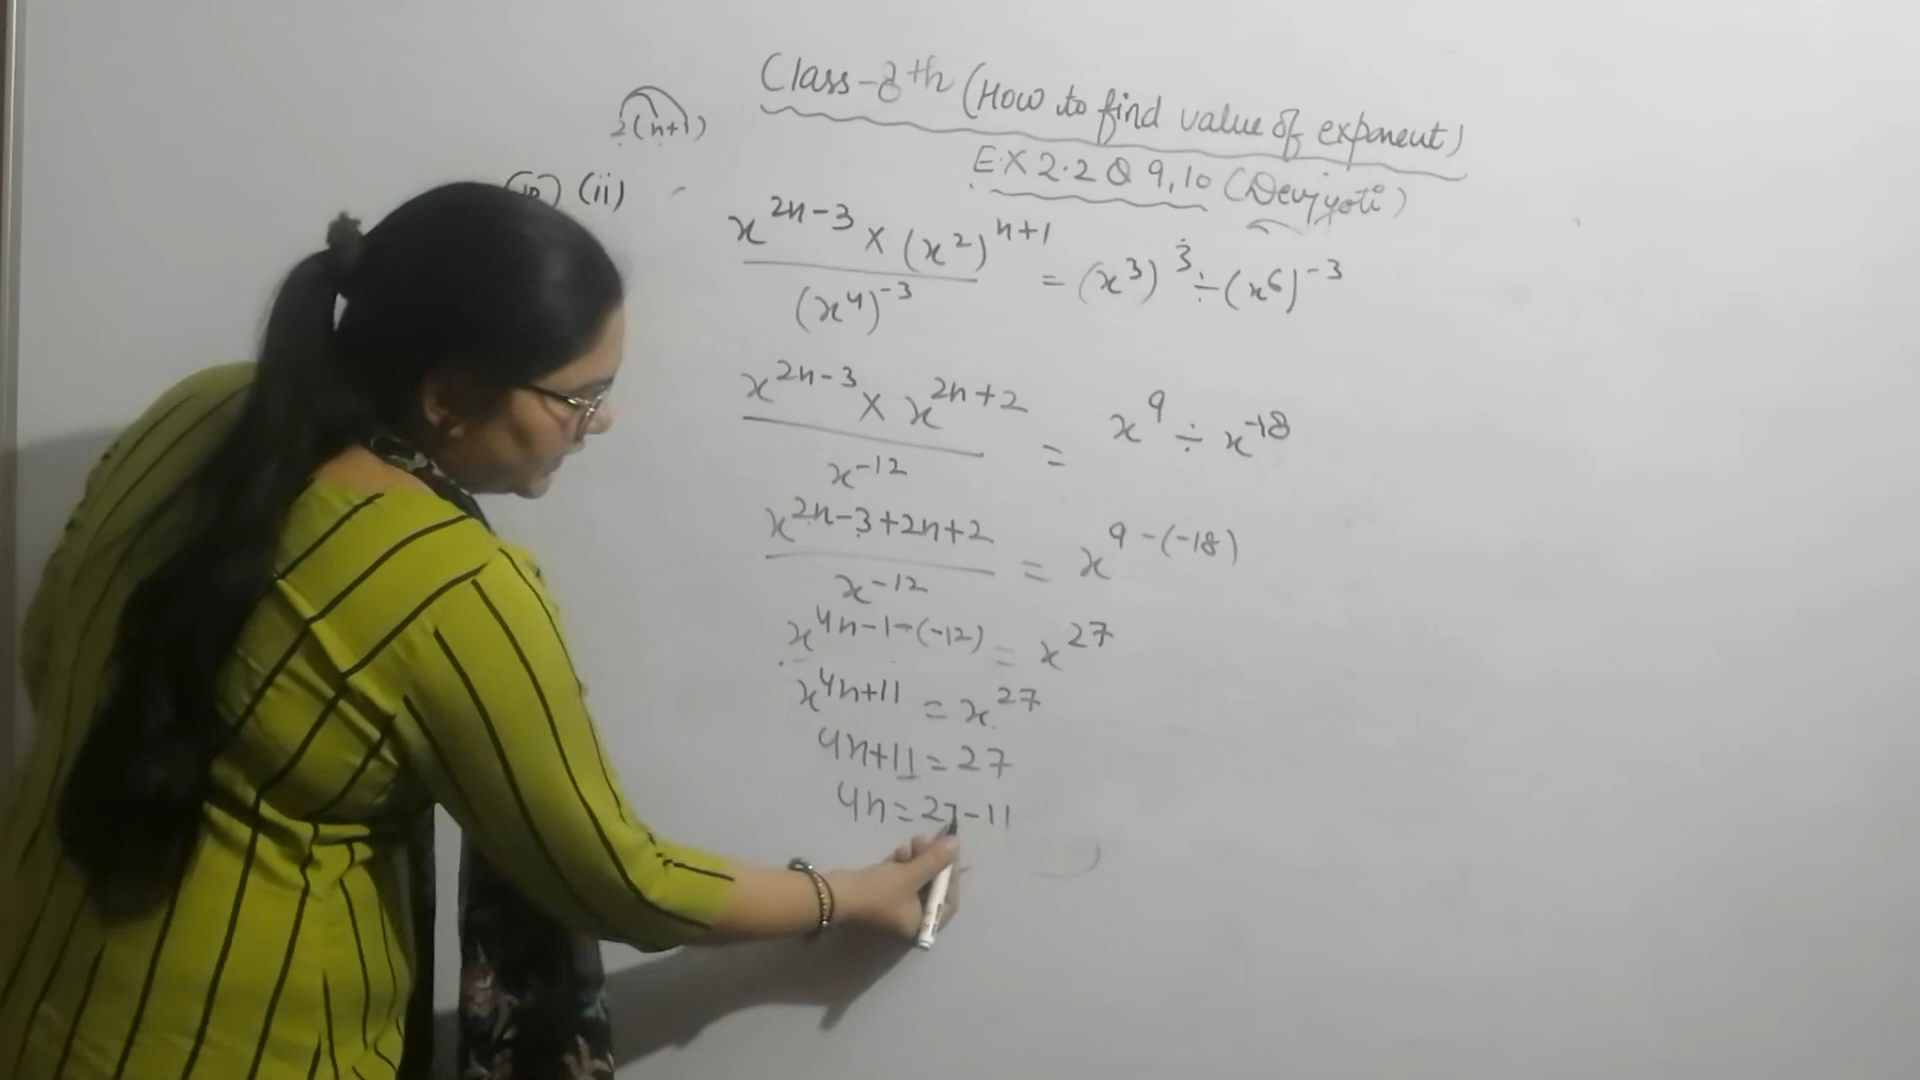 Class-8th (How to find value of exponent)
2(n+1)
EX 2.2 Q 9,10 (Devjyoti)
(ii)
x^{2n-3} × (x^2)^{n+1} / (x^4)^{-3} = (x^3)^3 ÷ (x^6)^{-3}
x^{2n-3} × x^{2n+2} / x^{-12} = x^9 ÷ x^{-18}
x^{2n-3+2n+2} / x^{-12} = x^{9-(-18)}
x^{4n-1-(-12)} = x^{27}
x^{4n+11} = x^{27}
4n+11=27
4n=27-11